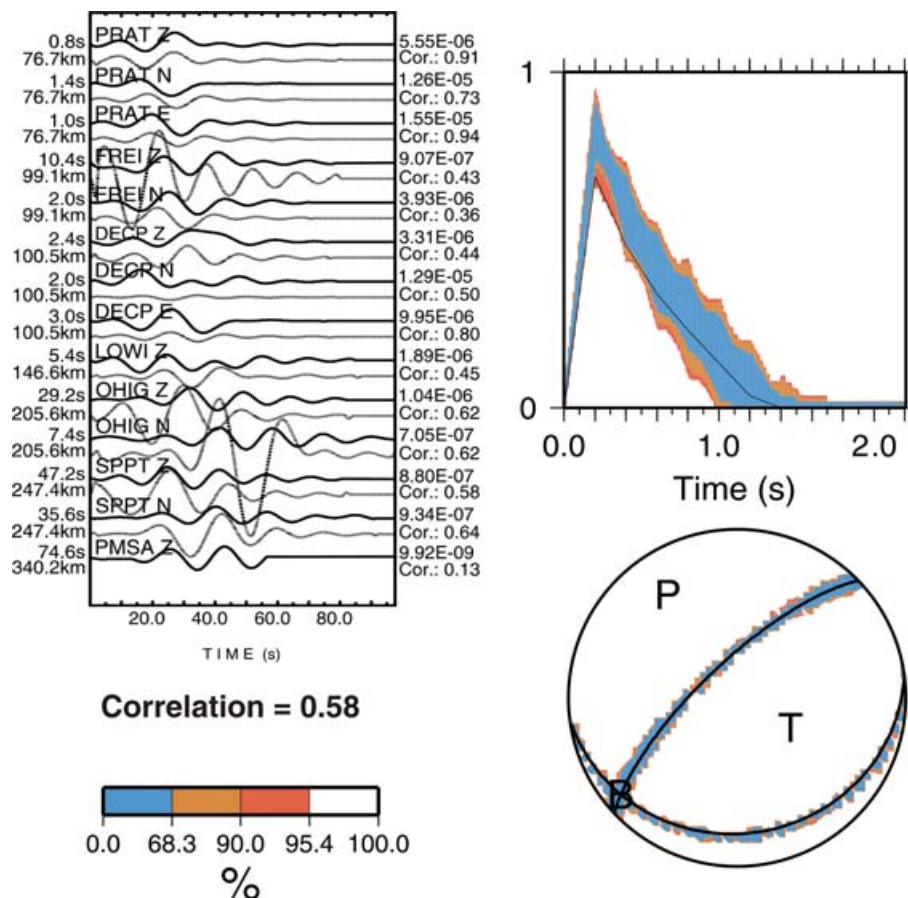 0.8s PRAT Z 5.55E-06
76.7km Cor.: 0.91
1.4s PRAT N 1.26E-05
76.7km Cor.: 0.73
1.0s PRAT E 1.55E-05
76.7km Cor.: 0.94
10.4s FREI Z 9.07E-07
99.1km Cor.: 0.43
2.0s FREI N 3.93E-06
99.1km Cor.: 0.36
2.4s DECP Z 3.31E-06
100.5km Cor.: 0.44
2.0s DECP N 1.29E-05
100.5km Cor.: 0.50
3.0s DECP E 9.95E-06
100.5km Cor.: 0.80
5.4s LOWI Z 1.89E-06
146.6km Cor.: 0.45
29.2s OHIG Z 1.04E-06
205.6km Cor.: 0.62
7.4s OHIG N 7.05E-07
205.6km Cor.: 0.62
47.2s SPPT Z 8.80E-07
247.4km Cor.: 0.58
35.6s SPPT N 9.34E-07
247.4km Cor.: 0.64
74.6s PMSA Z 9.92E-09
340.2km Cor.: 0.13
20.0 40.0 60.0 80.0
TIME (s)
Correlation = 0.58
0.0 68.3 90.0 95.4 100.0
%
1
0
0.0 1.0 2.0
Time (s)
P
T
B